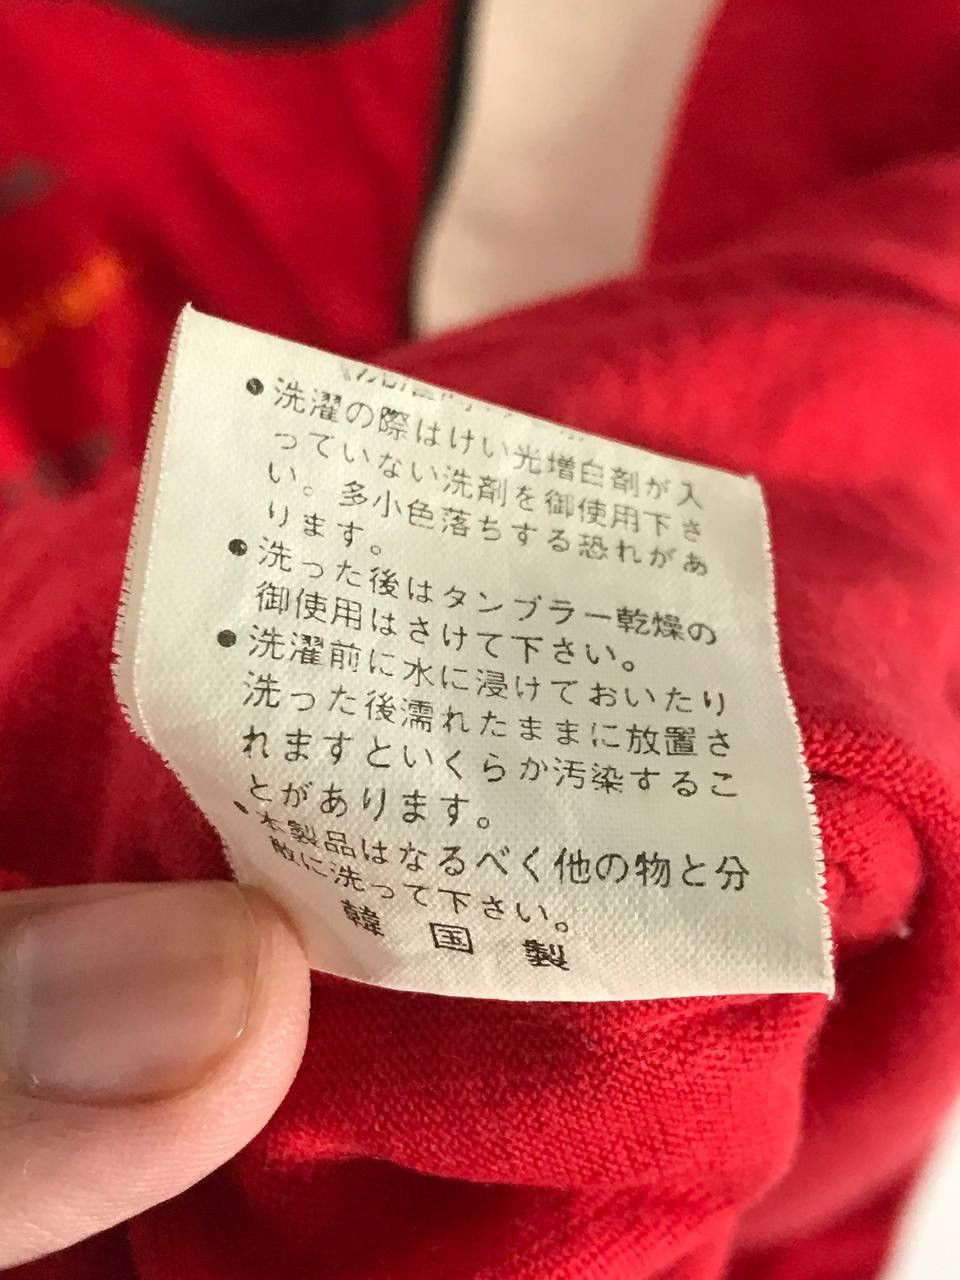 ●洗濯の際はけい光増白剤が入
っていない洗剤を御使用下さ
い。多小色落ちする恐れがあ
ります。
●洗った後はタンブラー乾燥の
御使用はさけて下さい。
●洗濯前に水に浸けておいたり
洗った後濡れたままに放置さ
れますといくらか汚染するこ
とがあります。
●本製品はなるべく他の物と分
散に洗って下さい。
韓国製